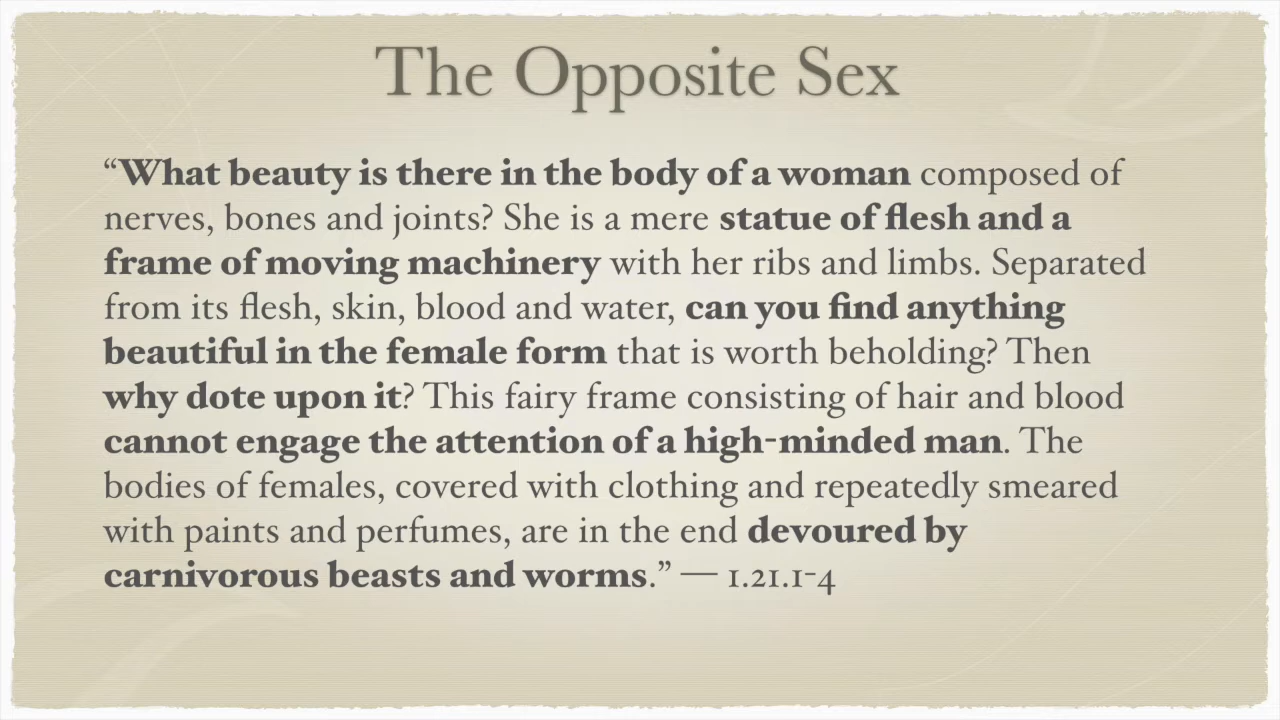 The Opposite Sex
“What beauty is there in the body of a woman composed of
nerves, bones and joints? She is a mere statue of flesh and a
frame of moving machinery with her ribs and limbs. Separated
from its flesh, skin, blood and water, can you find anything
beautiful in the female form that is worth beholding? Then
why dote upon it? This fairy frame consisting of hair and blood
cannot engage the attention of a high-minded man. The
bodies of females, covered with clothing and repeatedly smeared
with paints and perfumes, are in the end devoured by
carnivorous beasts and worms.” — 1.21.1-4